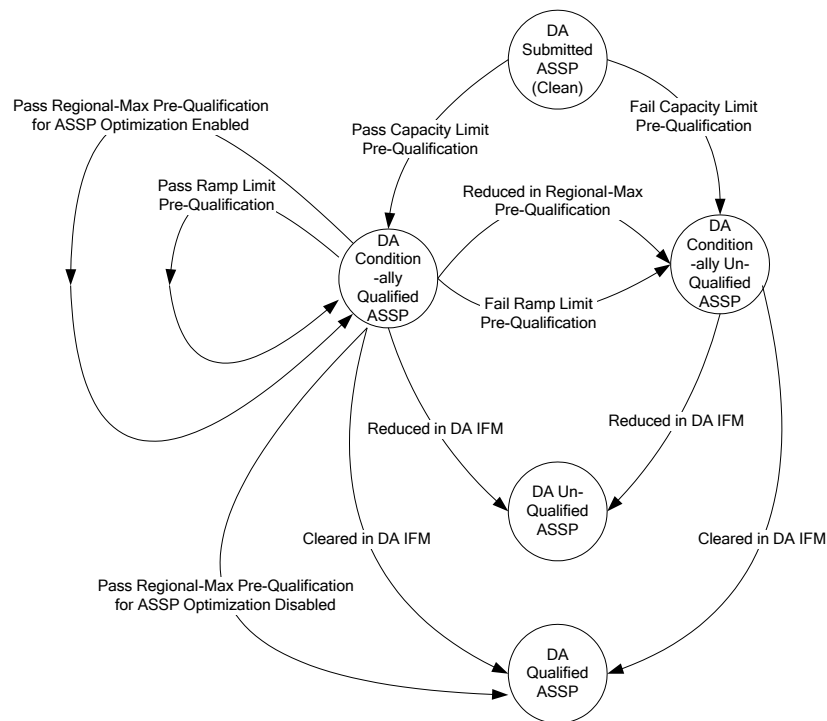 DA
Submitted
ASSP
(Clean)
Pass Regional-Max Pre-Qualification
for ASSP Optimization Enabled
Pass Capacity Limit
Pre-Qualification
Fail Capacity Limit
Pre-Qualification
Pass Ramp Limit
Pre-Qualification
Reduced in Regional-Max
Pre-Qualification
DA
Condition
-ally
Qualified
ASSP
DA
Condition
-ally Un-
Qualified
ASSP
Fail Ramp Limit
Pre-Qualification
Reduced in DA IFM
Reduced in DA IFM
DA Un-
Qualified
ASSP
Cleared in DA IFM
Cleared in DA IFM
Pass Regional-Max Pre-Qualification
for ASSP Optimization Disabled
DA
Qualified
ASSP